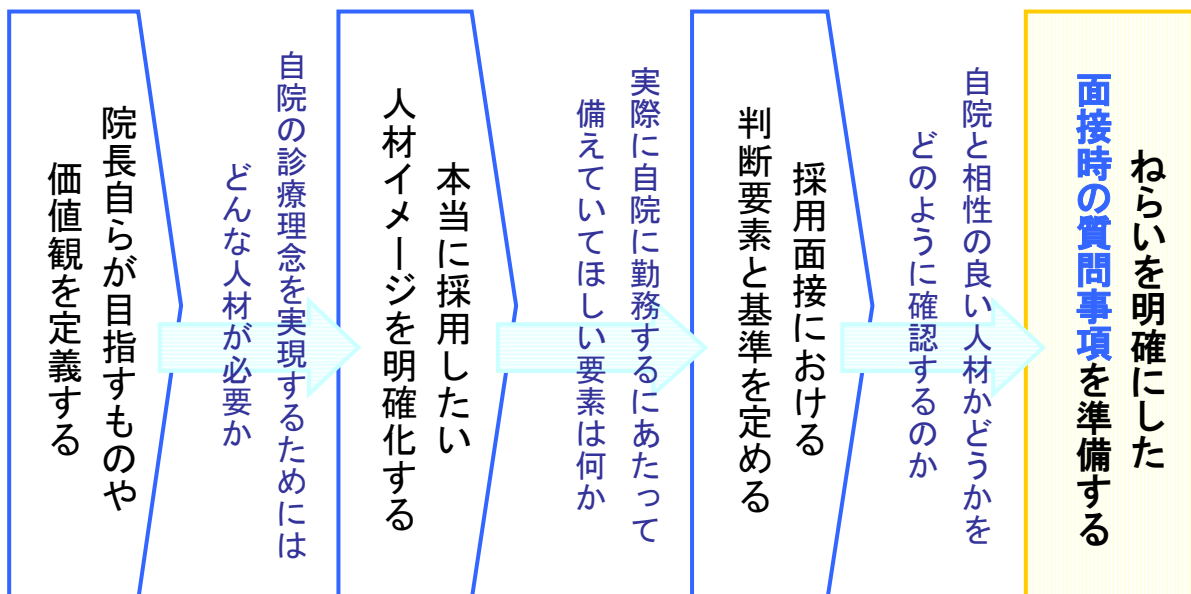 院長自らが目指すものや
価値観を定義する
自院の診療理念を実現するためには
どんな人材が必要か
本当に採用したい
人材イメージを明確化する
実際に自院に勤務するにあたって
備えていてほしい要素は何か
採用面接における
判断要素と基準を定める
自院と相性の良い人材かどうかを
どのように確認するのか
ねらいを明確にした
面接時の質問事項を準備する